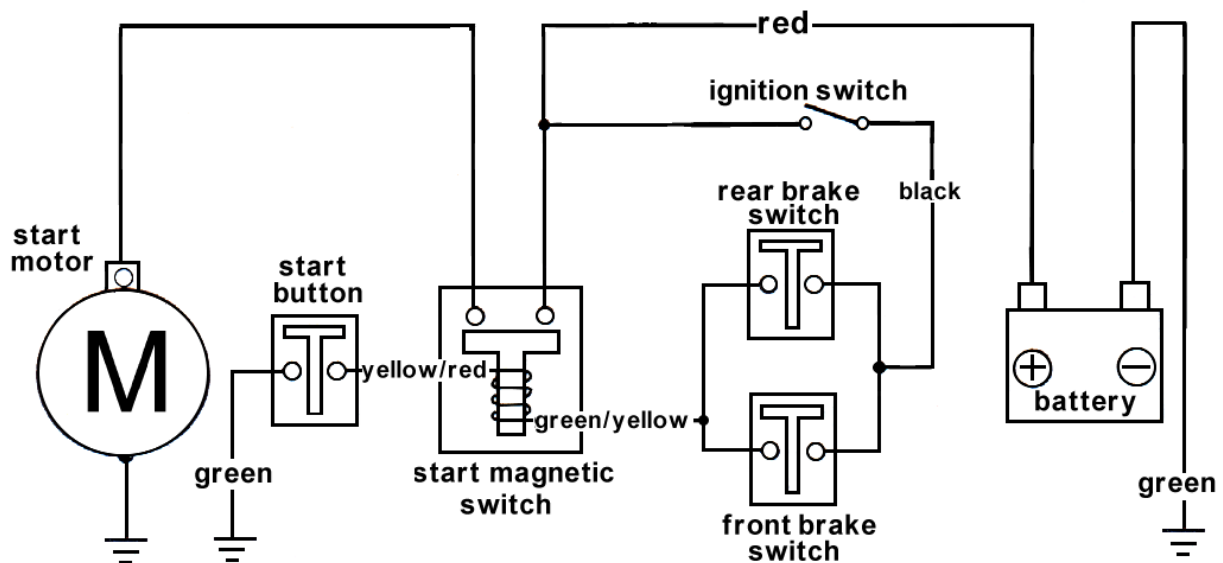 red
ignition switch
black
rear brake
switch
start
motor
start
button
M
yellow/red
green/yellow
+
−
battery
green
start magnetic
switch
green
front brake
switch